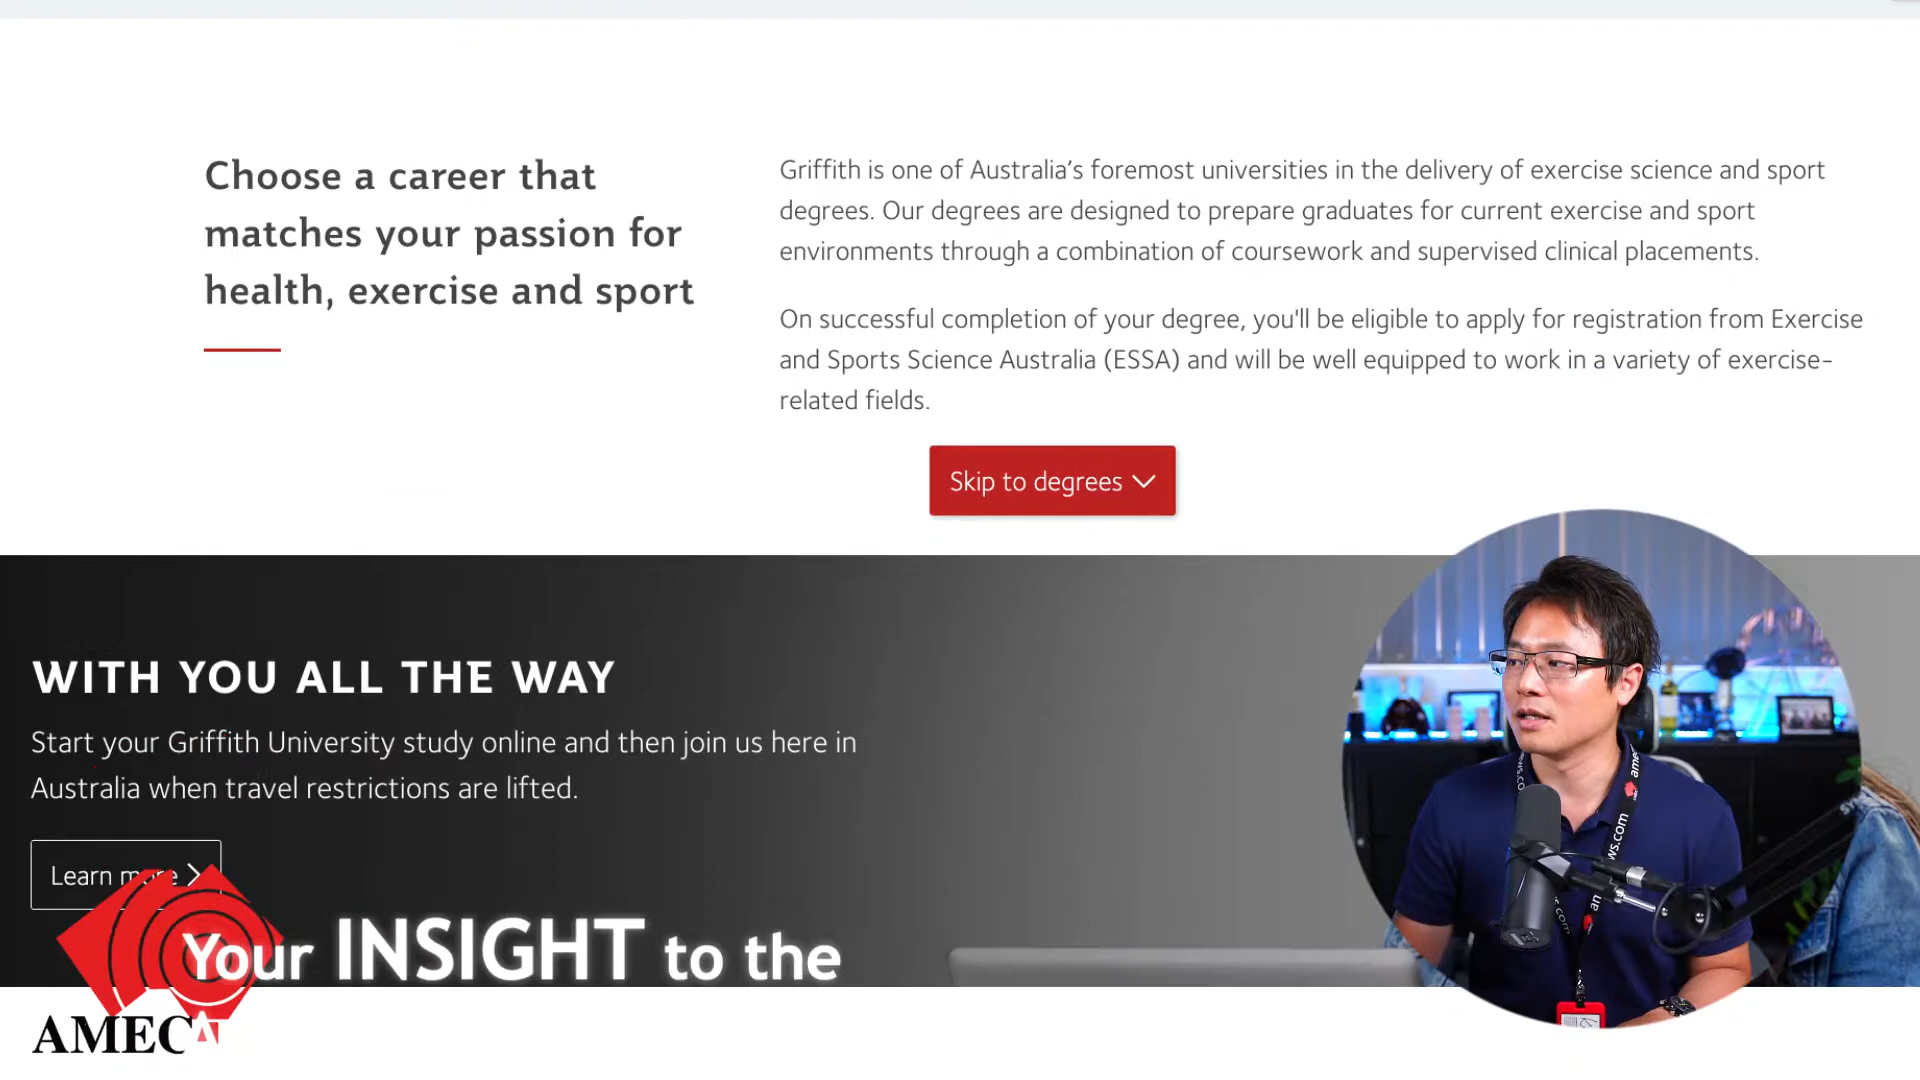 Choose a career that
matches your passion for
health, exercise and sport
Griffith is one of Australia’s foremost universities in the delivery of exercise science and sport
degrees. Our degrees are designed to prepare graduates for current exercise and sport
environments through a combination of coursework and supervised clinical placements.
On successful completion of your degree, you'll be eligible to apply for registration from Exercise
and Sports Science Australia (ESSA) and will be well equipped to work in a variety of exercise-
related fields.
Skip to degrees
WITH YOU ALL THE WAY
Start your Griffith University study online and then join us here in
Australia when travel restrictions are lifted.
Learn more
Your INSIGHT to the
AMECA